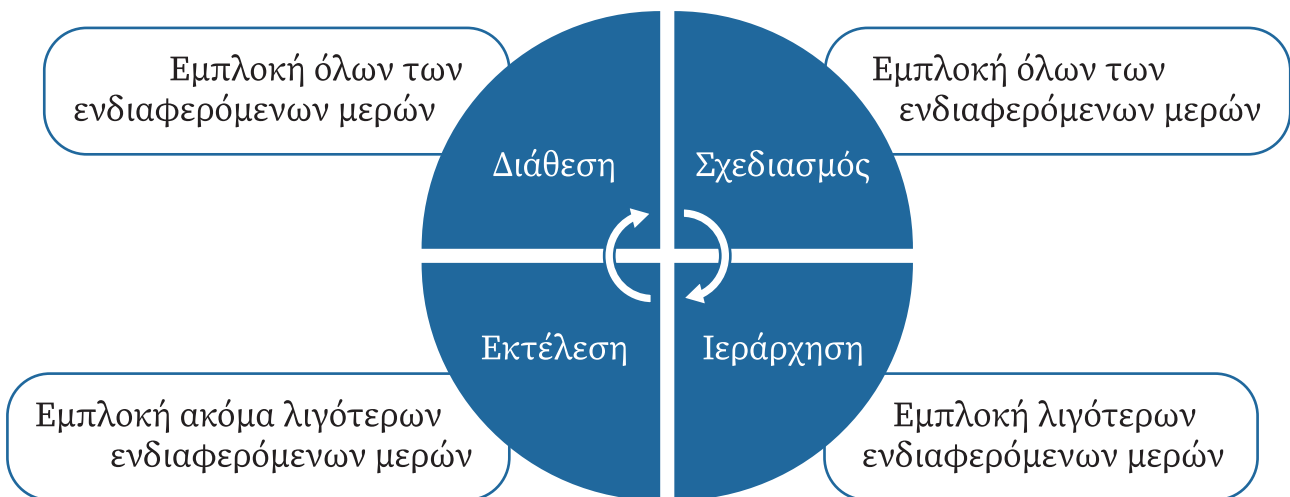 Εμπλοκή όλων των
ενδιαφερόμενων μερών
Εμπλοκή όλων των
ενδιαφερόμενων μερών
Διάθεση
Σχεδιασμός
Εκτέλεση
Ιεράρχηση
Εμπλοκή ακόμα λιγότερων
ενδιαφερόμενων μερών
Εμπλοκή λιγότερων
ενδιαφερόμενων μερών